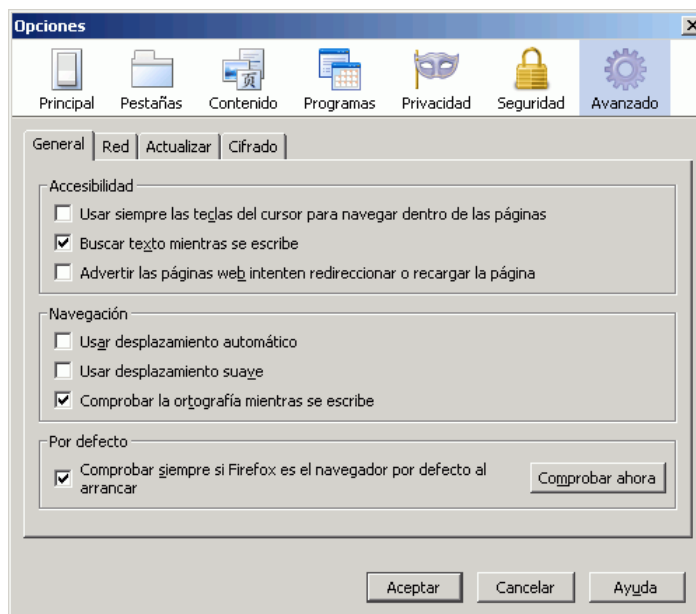 Opciones
Principal Pestañas Contenido Programas Privacidad Seguridad Avanzado
General Red Actualizar Cifrado
Accesibilidad
Usar siempre las teclas del cursor para navegar dentro de las páginas
Buscar texto mientras se escribe
Advertir las páginas web intenten redireccionar o recargar la página
Navegación
Usar desplazamiento automático
Usar desplazamiento suave
Comprobar la ortografía mientras se escribe
Por defecto
Comprobar siempre si Firefox es el navegador por defecto al
arrancar
Comprobar ahora
Aceptar Cancelar Ayuda